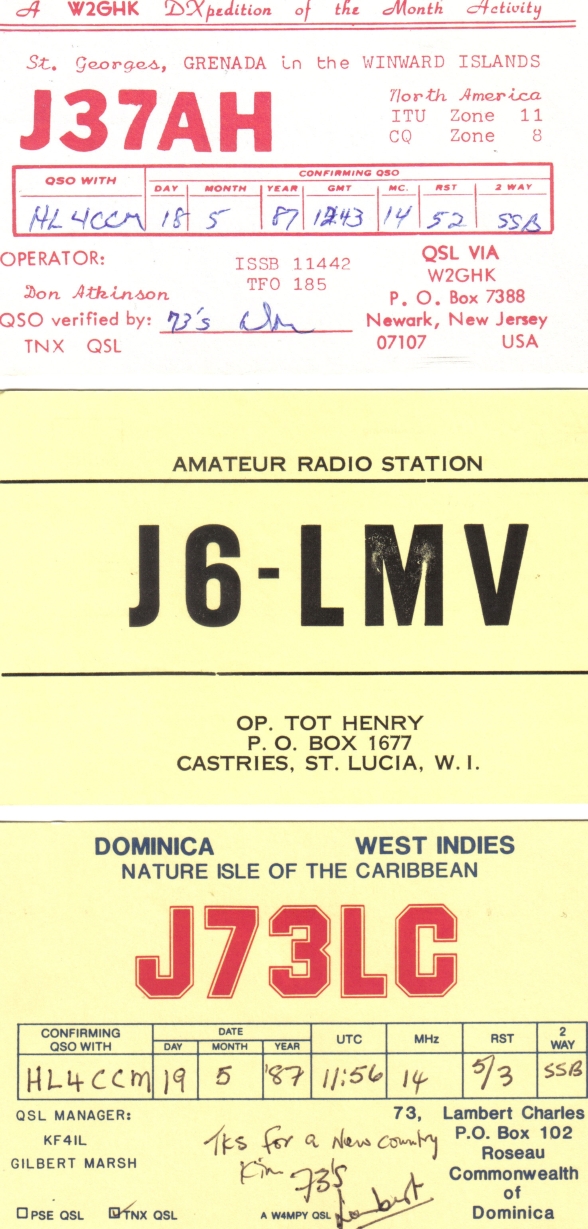 A W2GHK DXpedition of the Month Activity
St. Georges, GRENADA in the WINWARD ISLANDS
J37AH
North America
ITU Zone 11
CQ Zone 8
QSO WITH
CONFIRMING QSO
DAY MONTH YEAR GMT MC. RST 2 WAY
HL4CCM 18 5 87 1243 14 52 SSB
OPERATOR:
Don Atkinson
ISSB 11442
TFO 185
QSO verified by: 73's Don
TNX QSL
QSL VIA
W2GHK
P. O. Box 7388
Newark, New Jersey
07107 USA
AMATEUR RADIO STATION
J6-LMV
OP. TOT HENRY
P. O. BOX 1677
CASTRIES, ST. LUCIA, W.I.
DOMINICA WEST INDIES
NATURE ISLE OF THE CARIBBEAN
J73LC
CONFIRMING QSO WITH
DATE
DAY MONTH YEAR UTC MHz RST 2 WAY
HL4CCM 19 5 '87 11:56 14 5/3 SSB
QSL MANAGER:
KF4IL
GILBERT MARSH
TKS for a New country
Kim 73's
Lambert
73, Lambert Charles
P.O. Box 102
Roseau
Commonwealth
of
Dominica
PSE QSL TNX QSL
A W4MPY QSL